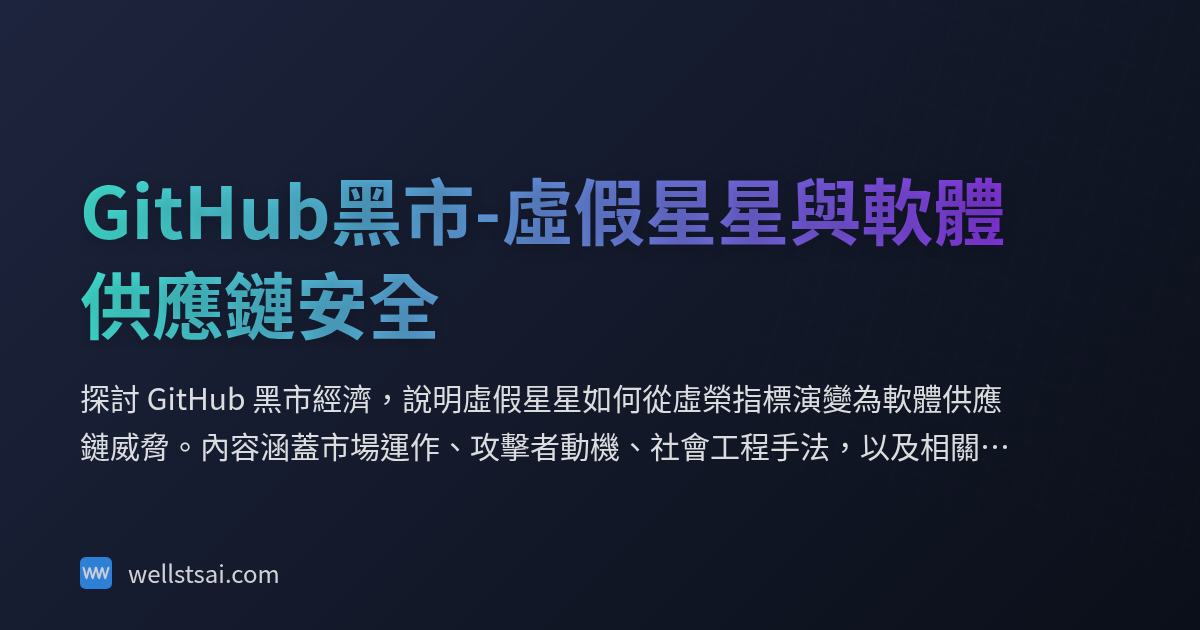 GitHub黑市-虛假星星與軟體
供應鏈安全
探討 GitHub 黑市經濟，說明虛假星星如何從虛榮指標演變為軟體供應
鏈威脅。內容涵蓋市場運作、攻擊者動機、社會工程手法，以及相關…
wellstsai.com